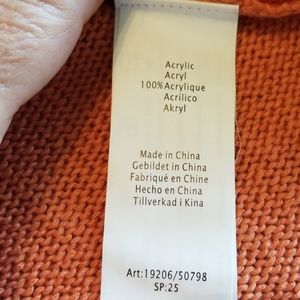 Acrylic
Acryl
100%Acrylique
Acrílico
Akryl
Made in China
Gebildet in China
Fabriqué en Chine
Hecho en China
Tillverkad i Kina
Art:19206/50798
SP:25